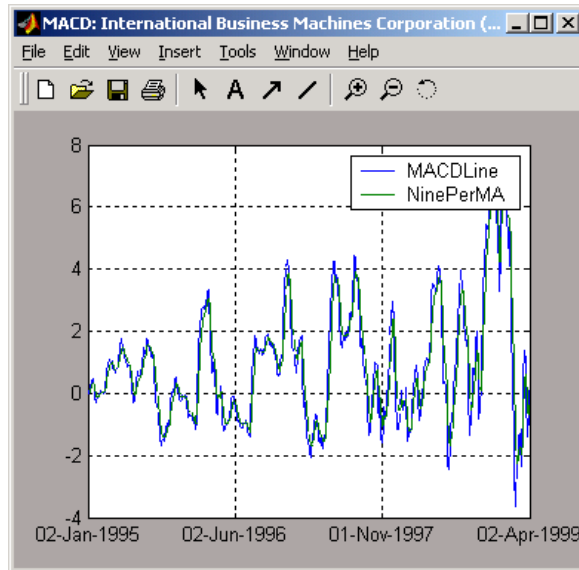 MACD: International Business Machines Corporation (...
File Edit View Insert Tools Window Help
A
8
MACDLine
NinePerMA
6
4
2
0
-2
-4
02-Jan-1995 02-Jun-1996 01-Nov-1997 02-Apr-1999